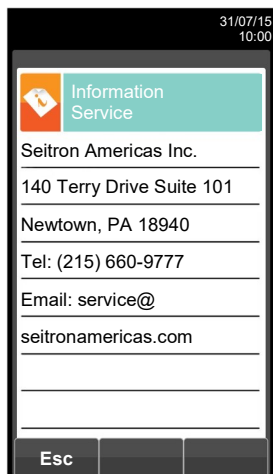 31/07/15
10:00
Information
Service
Seitron Americas Inc.
140 Terry Drive Suite 101
Newtown, PA 18940
Tel: (215) 660-9777
Email: service@
seitronamericas.com
Esc